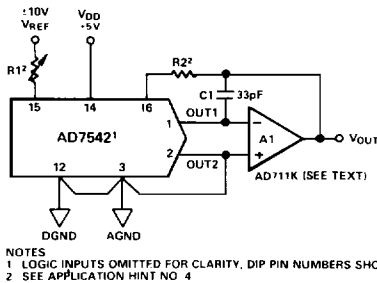 ±10V
VREF
VDD
+5V
R1²
R2²
C1
33pF
15
14
16
OUT1
1
AD7542¹
A1
VOUT
2
OUT2
12
3
AD711K (SEE TEXT)
DGND
AGND
NOTES
1 LOGIC INPUTS OMITTED FOR CLARITY, DIP PIN NUMBERS SHO
2 SEE APPLICATION HINT NO 4